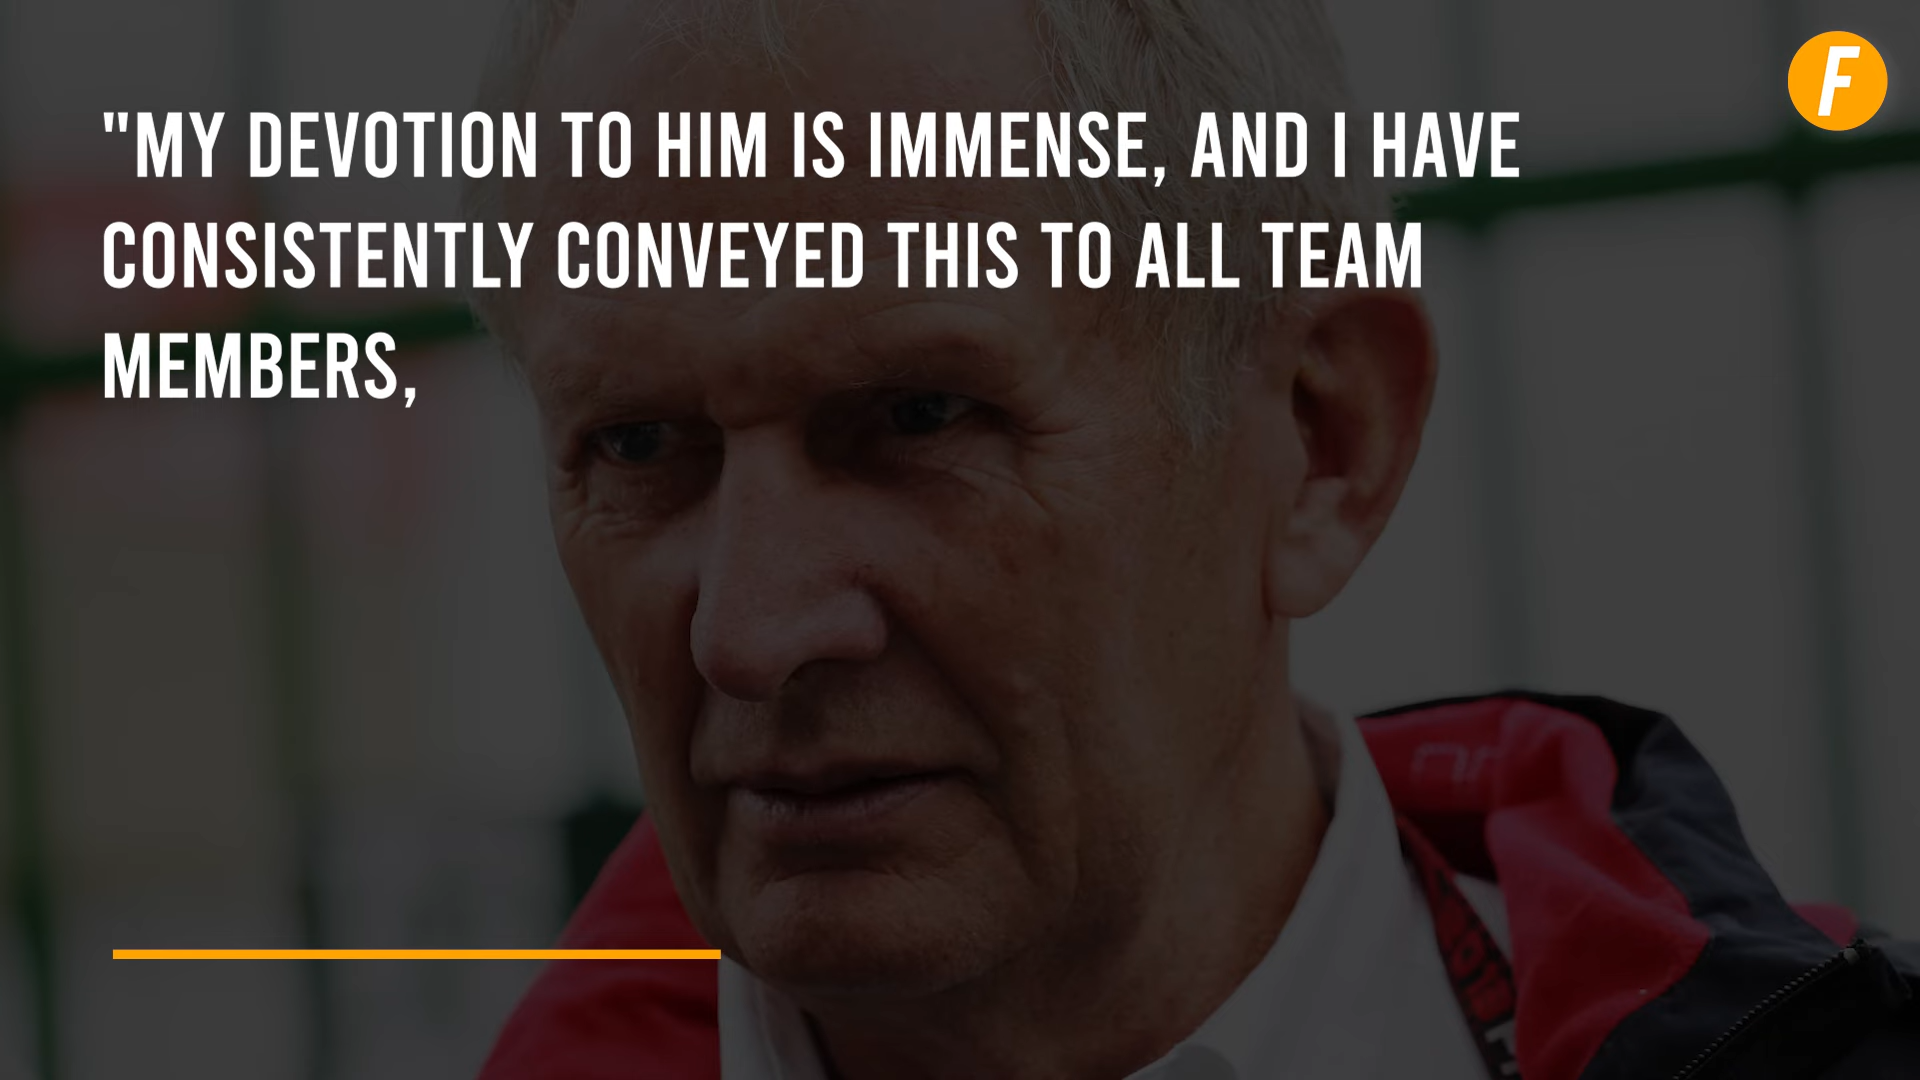 F
"MY DEVOTION TO HIM IS IMMENSE, AND I HAVE
CONSISTENTLY CONVEYED THIS TO ALL TEAM
MEMBERS,